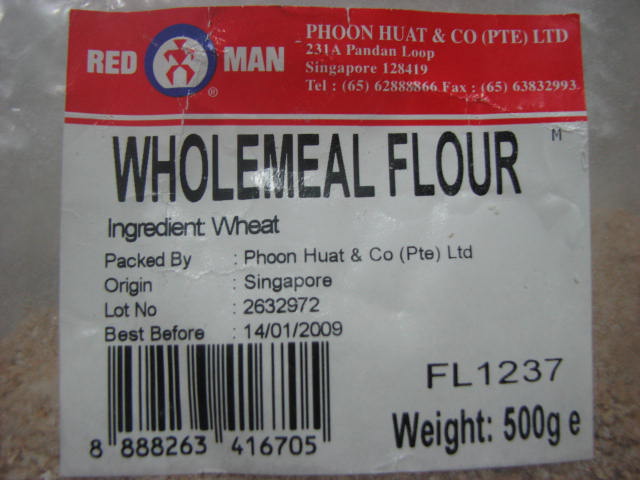 RED MAN ®
PHOON HUAT & CO (PTE) LTD
231A Pandan Loop
Singapore 128419
Tel : (65) 62888866 Fax : (65) 63832993
WHOLEMEAL FLOUR M
Ingredient: Wheat
Packed By : Phoon Huat & Co (Pte) Ltd
Origin : Singapore
Lot No : 2632972
Best Before : 14/01/2009
FL1237
Weight: 500g e
8 888263 416705